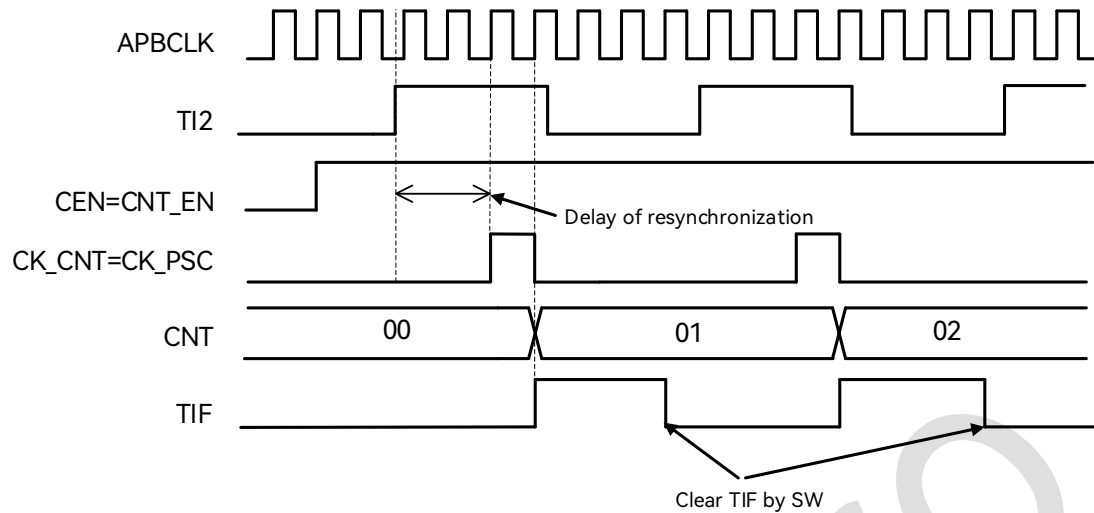 APBCLK
TI2
CEN=CNT_EN
Delay of resynchronization
CK_CNT=CK_PSC
CNT
00
01
02
TIF
Clear TIF by SW